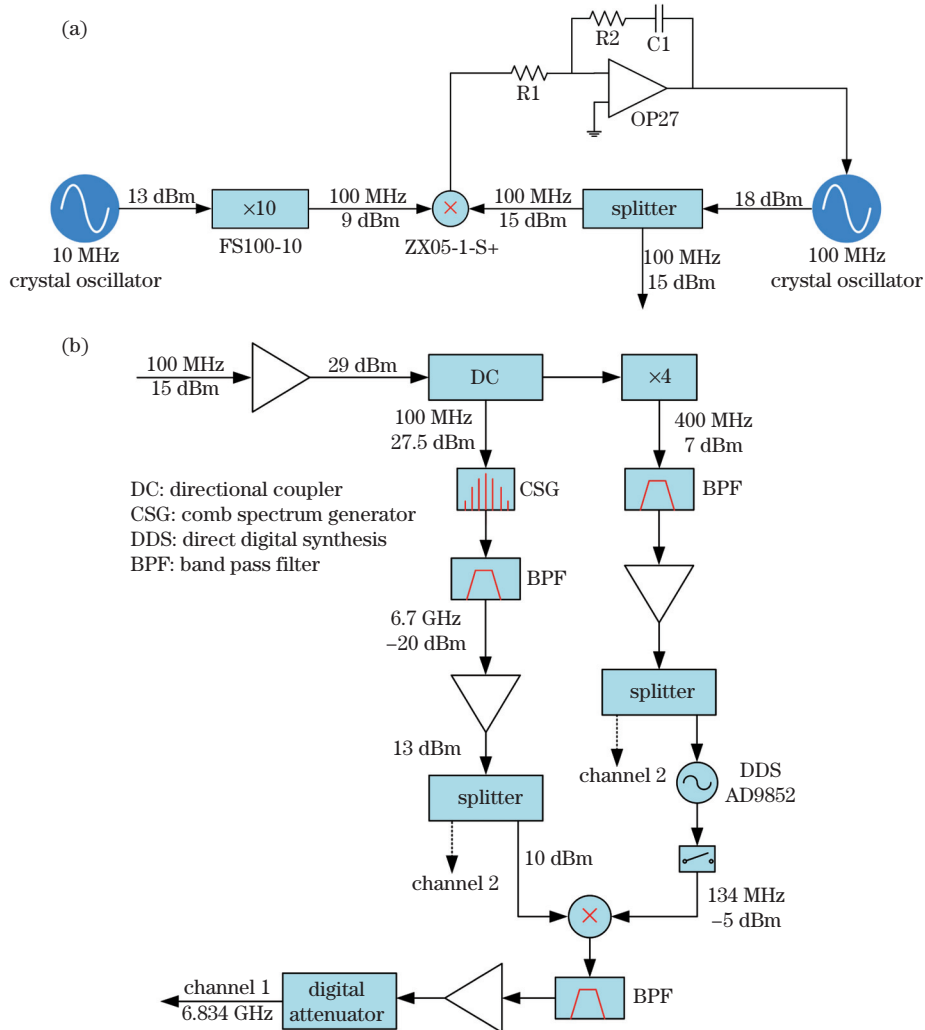 (a)
R2
C1
R1
OP27
13 dBm
×10
100 MHz
9 dBm
100 MHz
15 dBm
splitter
18 dBm
FS100-10
ZX05-1-S+
10 MHz
crystal oscillator
100 MHz
15 dBm
100 MHz
crystal oscillator
(b)
100 MHz
15 dBm
29 dBm
DC
×4
100 MHz
27.5 dBm
400 MHz
7 dBm
DC: directional coupler
CSG: comb spectrum generator
DDS: direct digital synthesis
BPF: band pass filter
CSG
BPF
BPF
6.7 GHz
−20 dBm
13 dBm
splitter
channel 2
10 dBm
splitter
channel 2
DDS
AD9852
134 MHz
−5 dBm
BPF
digital
attenuator
channel 1
6.834 GHz